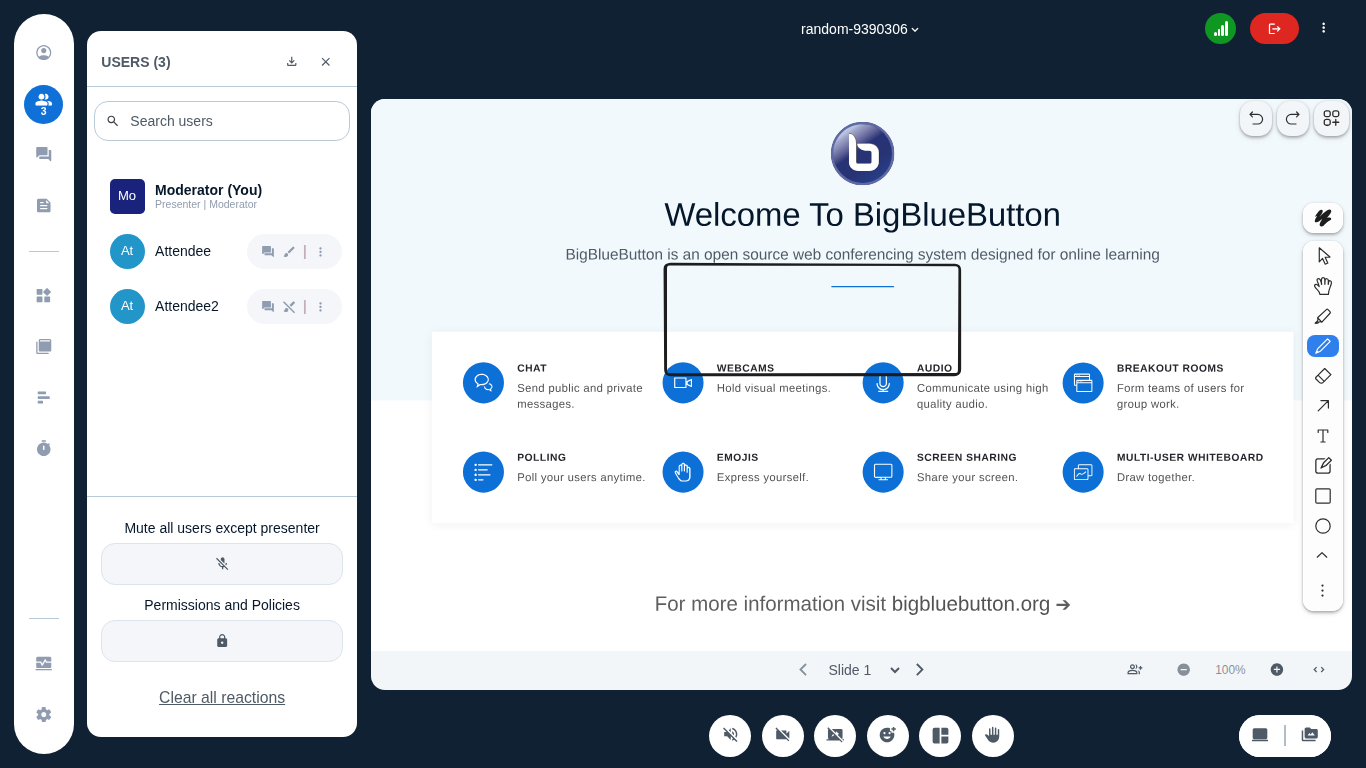 random-9390306
USERS (3)
3
Search users
Mo
Moderator (You)
Presenter | Moderator
At
Attendee
At
Attendee2
Mute all users except presenter
Permissions and Policies
Clear all reactions
Welcome To BigBlueButton
BigBlueButton is an open source web conferencing system designed for online learning
CHAT
Send public and private
messages.
WEBCAMS
Hold visual meetings.
AUDIO
Communicate using high
quality audio.
BREAKOUT ROOMS
Form teams of users for
group work.
POLLING
Poll your users anytime.
EMOJIS
Express yourself.
SCREEN SHARING
Share your screen.
MULTI-USER WHITEBOARD
Draw together.
For more information visit bigbluebutton.org →
Slide 1
100%